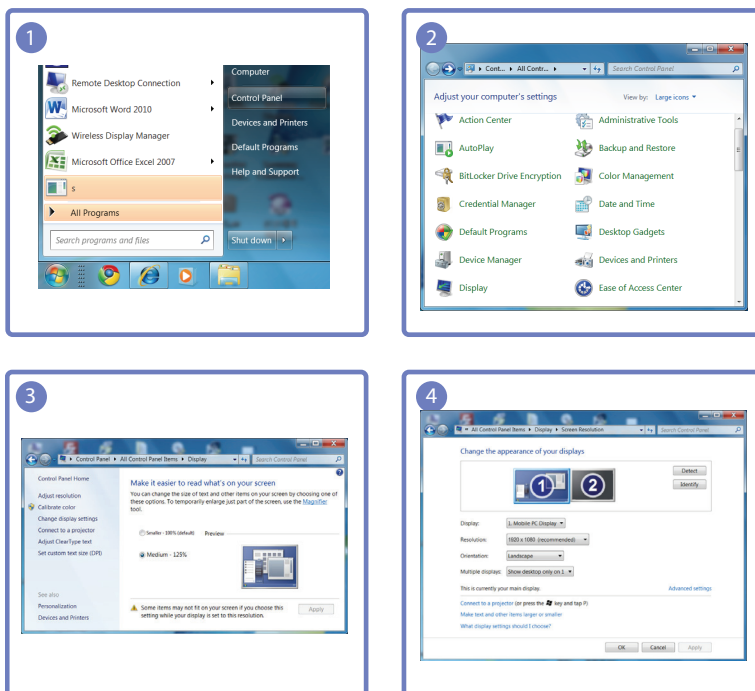 1
Remote Desktop Connection
Microsoft Word 2010
Wireless Display Manager
Microsoft Office Excel 2007
s
All Programs
Search programs and files
Computer
Control Panel
Devices and Printers
Default Programs
Help and Support
Shut down
2
Cont... All Contr...
Search Control Panel
Adjust your computer's settings
View by: Large icons
Action Center
Administrative Tools
AutoPlay
Backup and Restore
BitLocker Drive Encryption
Color Management
Credential Manager
Date and Time
Default Programs
Desktop Gadgets
Device Manager
Devices and Printers
Display
Ease of Access Center
3
Control Panel All Control Panel Items Display
Search Control Panel
Control Panel Home
Adjust resolution
Calibrate color
Change display settings
Connect to a projector
Adjust ClearType text
Set custom text size (DPI)
See also
Personalization
Devices and Printers
Make it easier to read what's on your screen
You can change the size of text and other items on your screen by choosing one of
these options. To temporarily enlarge just part of the screen, use the Magnifier
tool.
Smaller - 100% (default) Preview
Medium - 125%
Some items may not fit on your screen if you choose this
setting while your display is set to this resolution.
Apply
4
All Control Panel Items Display Screen Resolution
Search Control Panel
Change the appearance of your displays
1 2
Detect
Identify
Display: 1. Mobile PC Display
Resolution: 1920 x 1080 (recommended)
Orientation: Landscape
Multiple displays: Show desktop only on 1
This is currently your main display.
Advanced settings
Connect to a projector (or press the key and tap P)
Make text and other items larger or smaller
What display settings should I choose?
OK Cancel Apply